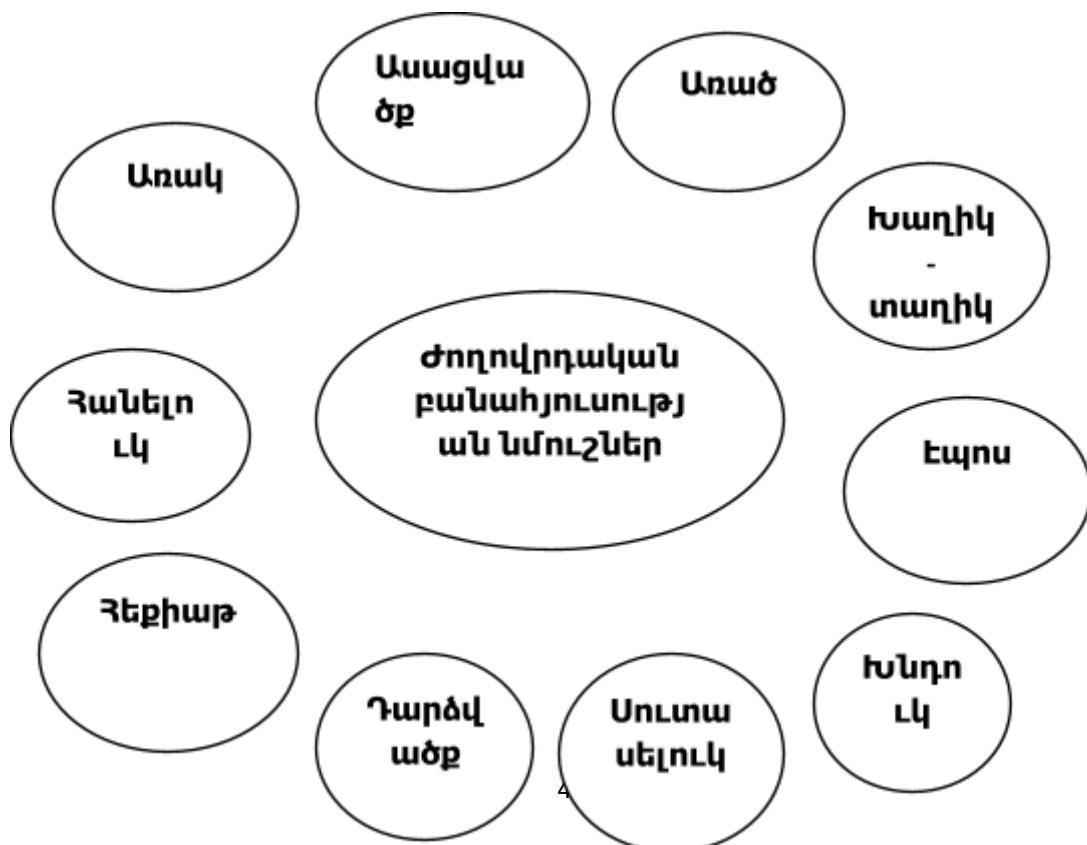 Ասացվա
ծք
Առած
Առակ
Խաղիկ
-
տաղիկ
Ժողովրդական
բանահյուսությ
ան նմուշներ
Հանելո
ւկ
Էպոս
Հեքիաթ
Խնդո
ւկ
Դարձվ
ածք
Սուտա
սելուկ
4